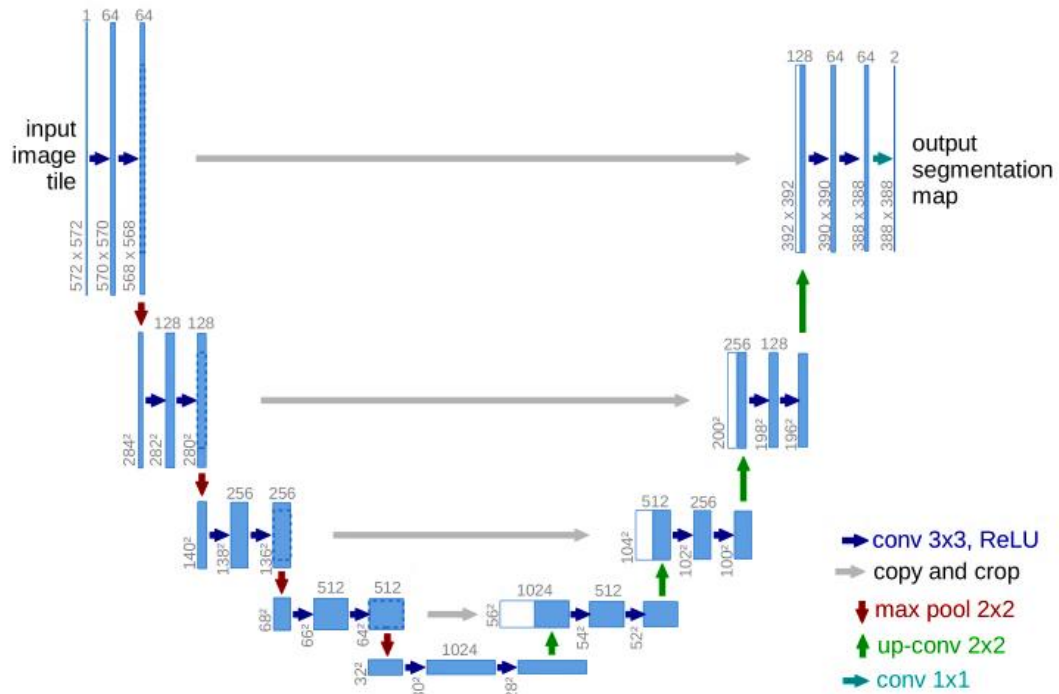 1 64 64
input
image
tile
572 x 572
570 x 570
568 x 568
128 64 64 2
output
segmentation
map
392 x 392
390 x 390
388 x 388
388 x 388
128 128
284²
282²
280²
256 128
200²
198²
196²
256 256
140²
138²
136²
512 256
104²
102²
100²
512 512
68²
66²
64²
1024 512
56²
54²
52²
1024
32²
30²
28²
conv 3x3, ReLU
copy and crop
max pool 2x2
up-conv 2x2
conv 1x1